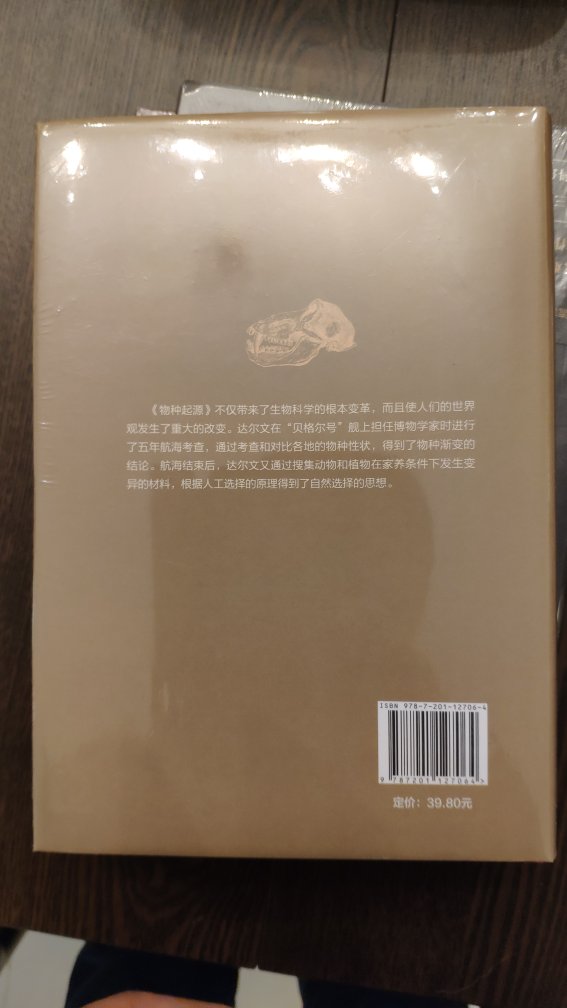 《物种起源》不仅带来了生物科学的根本变革，而且使人们的世界
观发生了重大的改变。达尔文在“贝格尔号”舰上担任博物学家时进行
了五年航海考查，通过考查和对比各地的物种性状，得到了物种渐变的
结论。航海结束后，达尔文又通过搜集动物和植物在家养条件下发生变
异的材料，根据人工选择的原理得到了自然选择的思想。
ISBN 978-7-201-12706-4
9 787201 127064 >
定价：39.80元